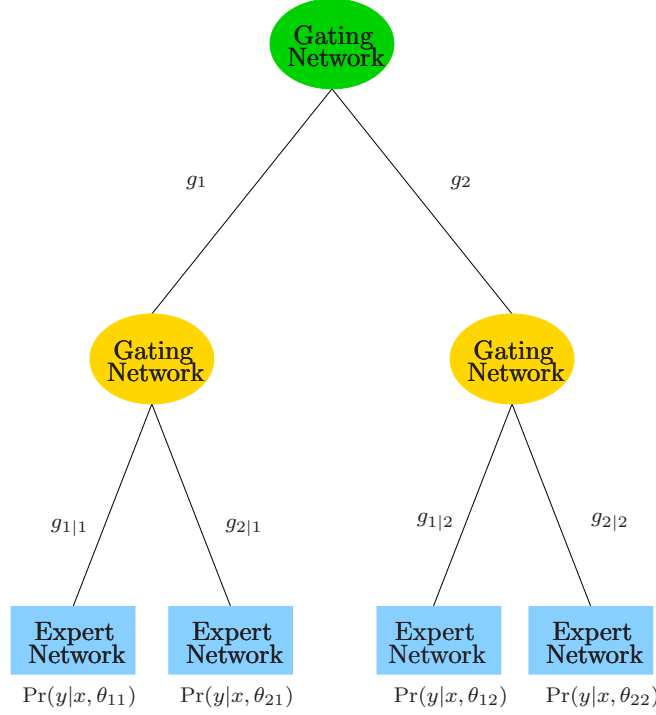 Gating
Network
g1 g2
Gating
Network
Gating
Network
g1|1 g2|1 g1|2 g2|2
Expert
Network
Expert
Network
Expert
Network
Expert
Network
Pr(y|x, θ11) Pr(y|x, θ21) Pr(y|x, θ12) Pr(y|x, θ22)